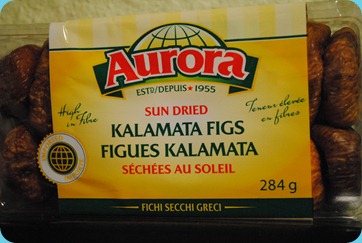 Aurora
ESTD/DEPUIS 1955
High
in Fibre
Teneur élevée
en fibres
SUN DRIED
KALAMATA FIGS
FIGUES KALAMATA
SÉCHÉES AU SOLEIL
284 g
FICHI SECCHI GRECI